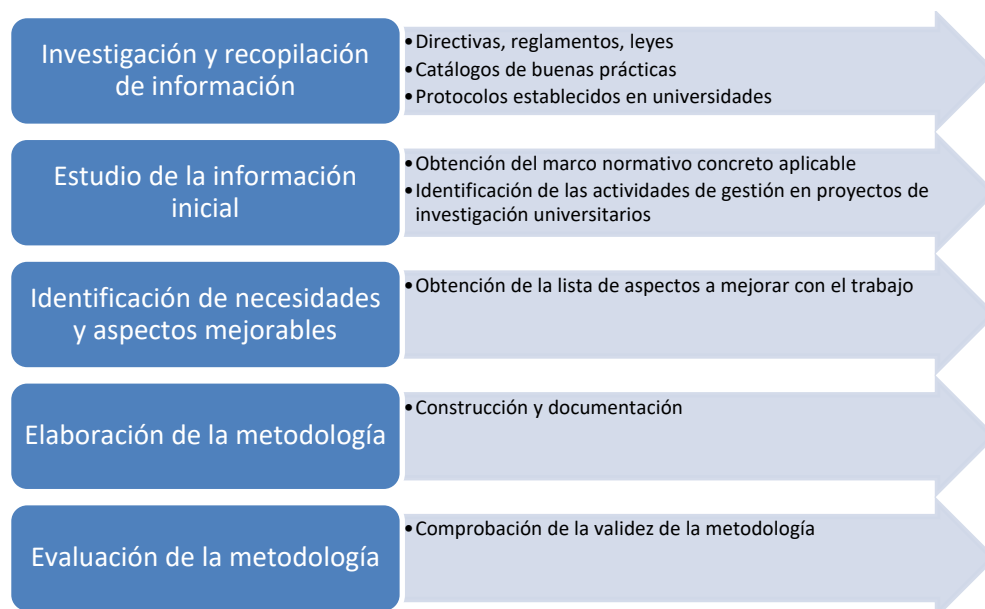 Investigación y recopilación
de información
• Directivas, reglamentos, leyes
• Catálogos de buenas prácticas
• Protocolos establecidos en universidades
Estudio de la información
inicial
• Obtención del marco normativo concreto aplicable
• Identificación de las actividades de gestión en proyectos de
investigación universitarios
Identificación de necesidades
y aspectos mejorables
• Obtención de la lista de aspectos a mejorar con el trabajo
Elaboración de la metodología
• Construcción y documentación
Evaluación de la metodología
• Comprobación de la validez de la metodología